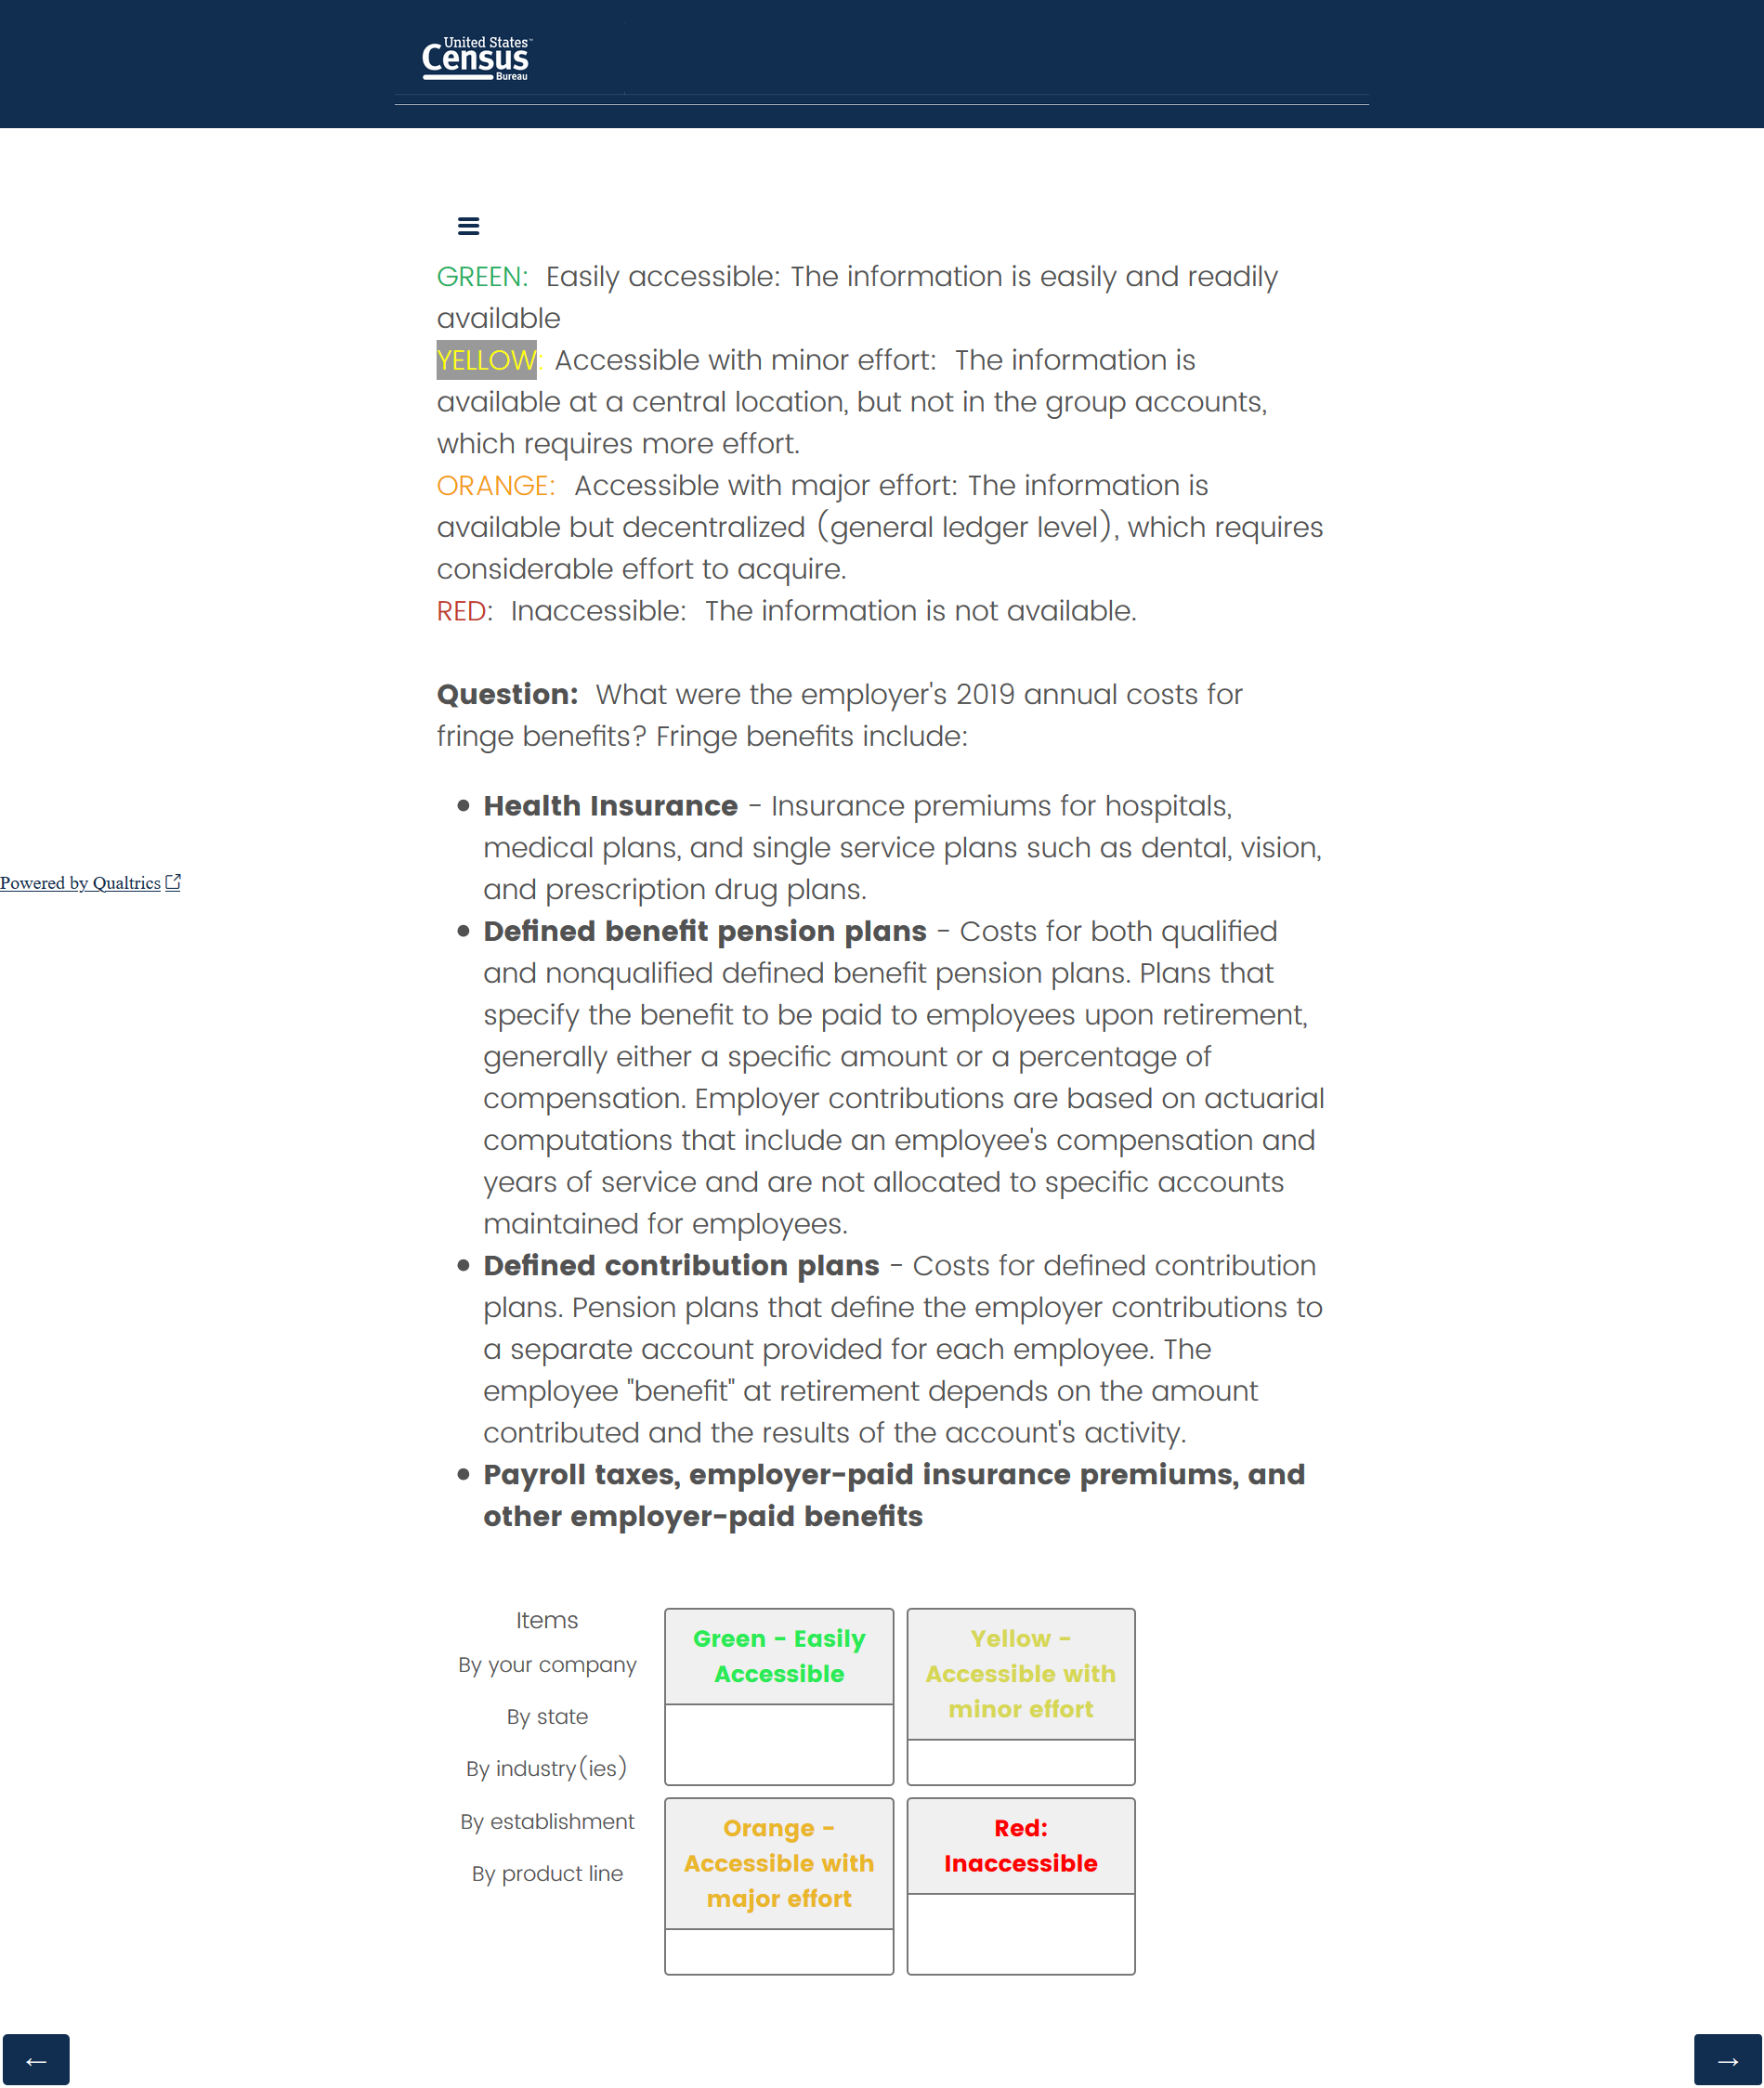 United States™
Census
Bureau
GREEN: Easily accessible: The information is easily and readily
available
YELLOW: Accessible with minor effort: The information is
available at a central location, but not in the group accounts,
which requires more effort.
ORANGE: Accessible with major effort: The information is
available but decentralized (general ledger level), which requires
considerable effort to acquire.
RED: Inaccessible: The information is not available.
Question: What were the employer's 2019 annual costs for
fringe benefits? Fringe benefits include:
• Health Insurance - Insurance premiums for hospitals,
medical plans, and single service plans such as dental, vision,
and prescription drug plans.
Powered by Qualtrics
• Defined benefit pension plans - Costs for both qualified
and nonqualified defined benefit pension plans. Plans that
specify the benefit to be paid to employees upon retirement,
generally either a specific amount or a percentage of
compensation. Employer contributions are based on actuarial
computations that include an employee's compensation and
years of service and are not allocated to specific accounts
maintained for employees.
• Defined contribution plans - Costs for defined contribution
plans. Pension plans that define the employer contributions to
a separate account provided for each employee. The
employee "benefit" at retirement depends on the amount
contributed and the results of the account's activity.
• Payroll taxes, employer-paid insurance premiums, and
other employer-paid benefits
Items
By your company
By state
By industry(ies)
By establishment
By product line
Green - Easily
Accessible
Yellow -
Accessible with
minor effort
Orange -
Accessible with
major effort
Red:
Inaccessible
← →